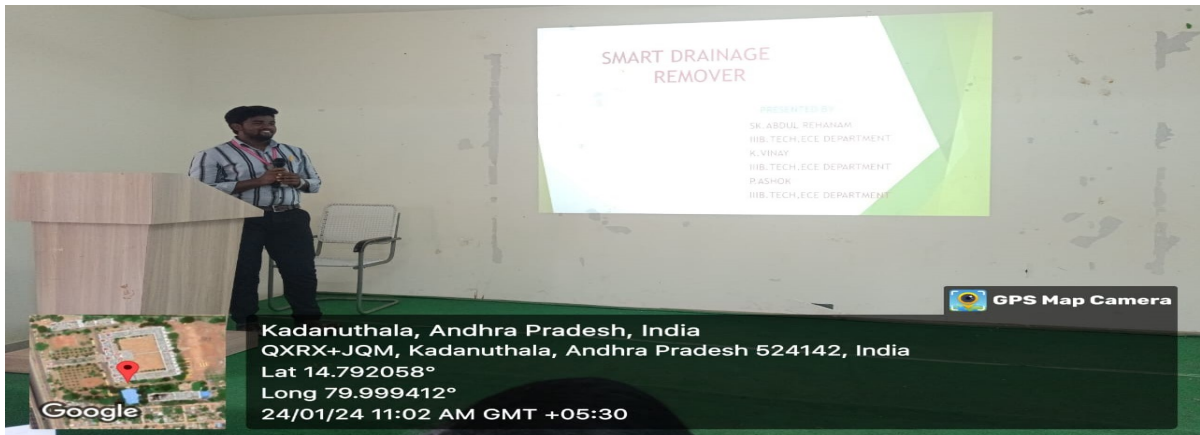 SMART DRAINAGE
REMOVER
PRESENTED BY
SK.ABDUL REHANAM
IIIB.TECH,ECE DEPARTMENT
K.VINAY
IIIB.TECH,ECE DEPARTMENT
P.ASHOK
IIIB.TECH,ECE DEPARTMENT
GPS Map Camera
Kadanuthala, Andhra Pradesh, India
QXRX+JQM, Kadanuthala, Andhra Pradesh 524142, India
Lat 14.792058°
Long 79.999412°
24/01/24 11:02 AM GMT +05:30
Google